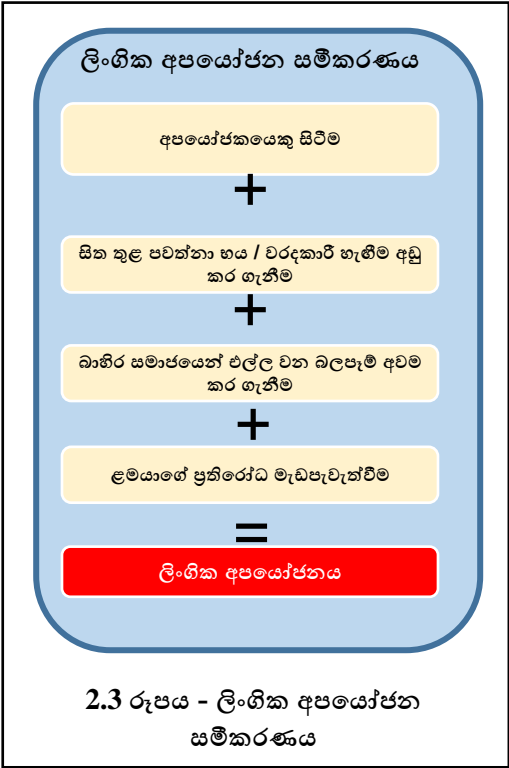 ලිංගික අපයෝජන සමීකරණය
අපයෝජකයෙකු සිටීම
+
සිත තුළ පවත්නා භය / වරදකාරී හැඟීම අඩු
කර ගැනීම
+
බාහිර සමාජයෙන් එල්ල වන බලපෑම් අවම
කර ගැනීම
+
ළමයාගේ ප්‍රතිරෝධ මැඩපැවැත්වීම
=
ලිංගික අපයෝජනය
2.3 රූපය - ලිංගික අපයෝජන
සමීකරණය